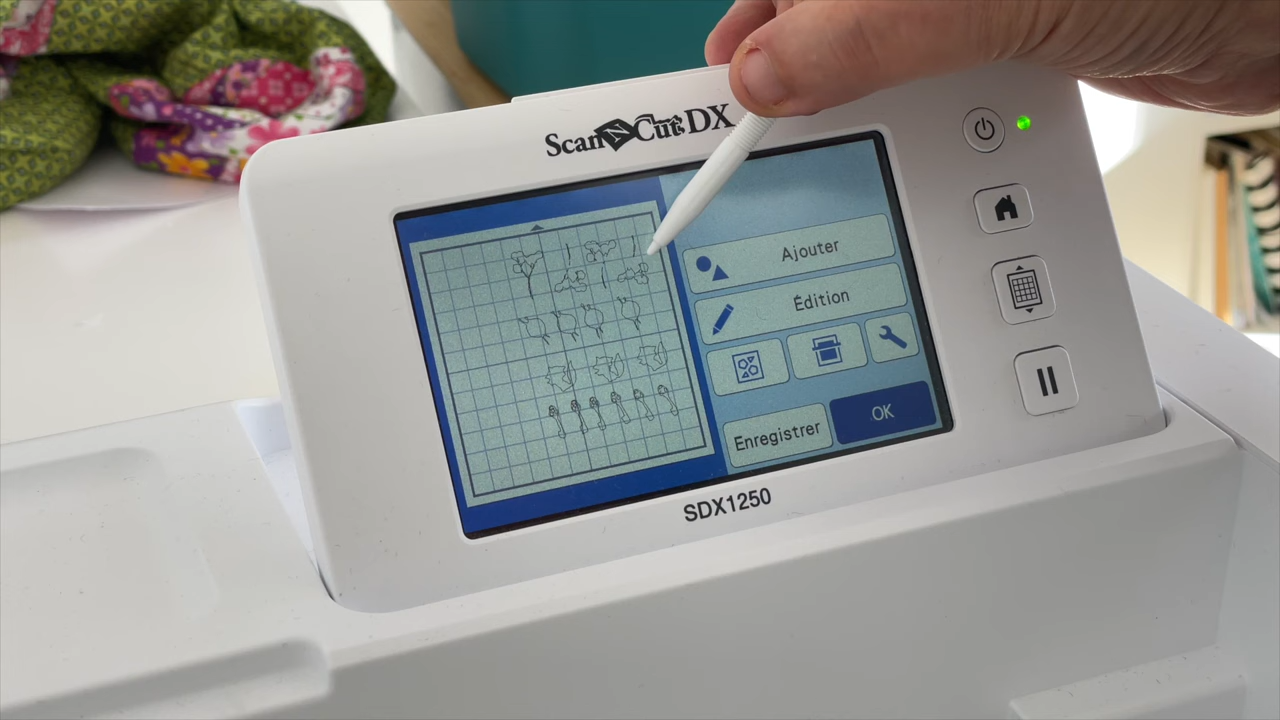 ScanNCut DX
Ajouter
Édition
Enregistrer
OK
SDX1250